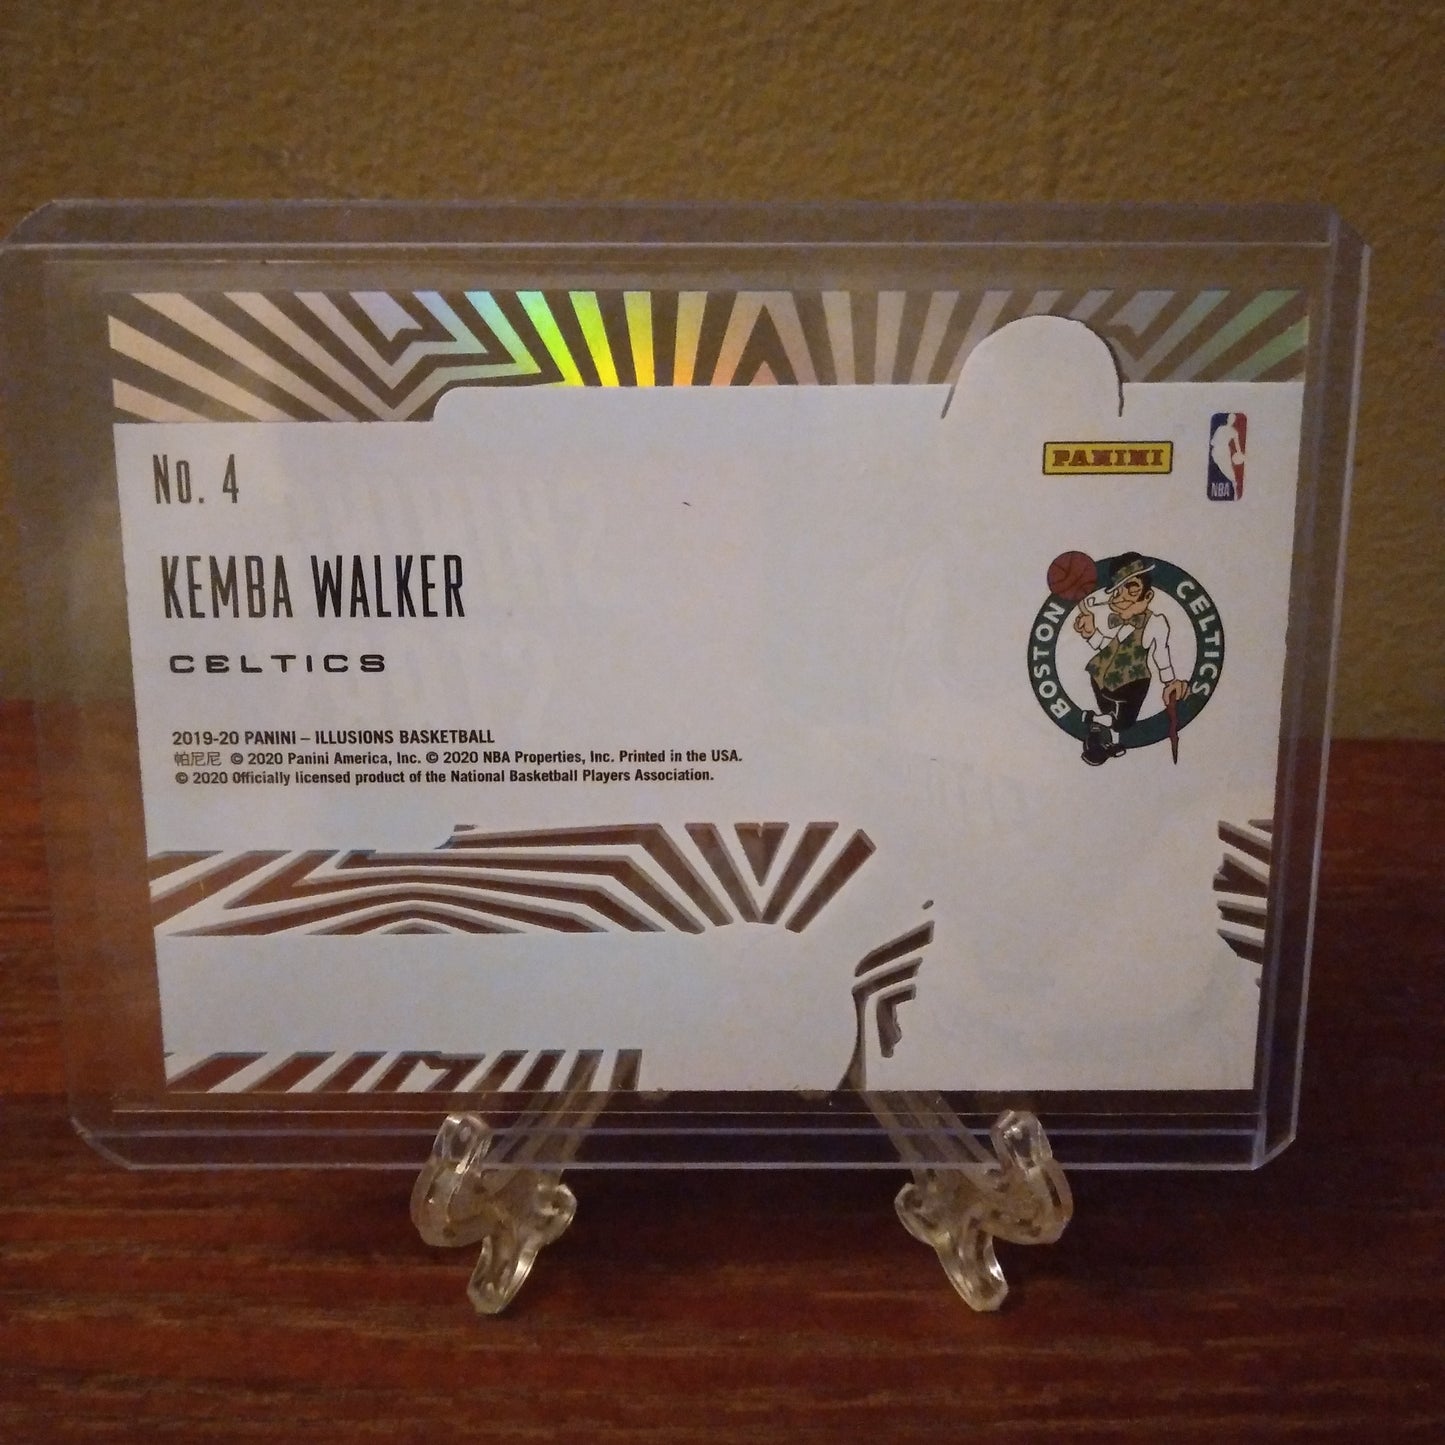 No. 4
PANINI
NBA
KEMBA WALKER
CELTICS
BOSTON CELTICS
2019-20 PANINI – ILLUSIONS BASKETBALL
帕尼尼 © 2020 Panini America, Inc. © 2020 NBA Properties, Inc. Printed in the USA.
© 2020 Officially licensed product of the National Basketball Players Association.